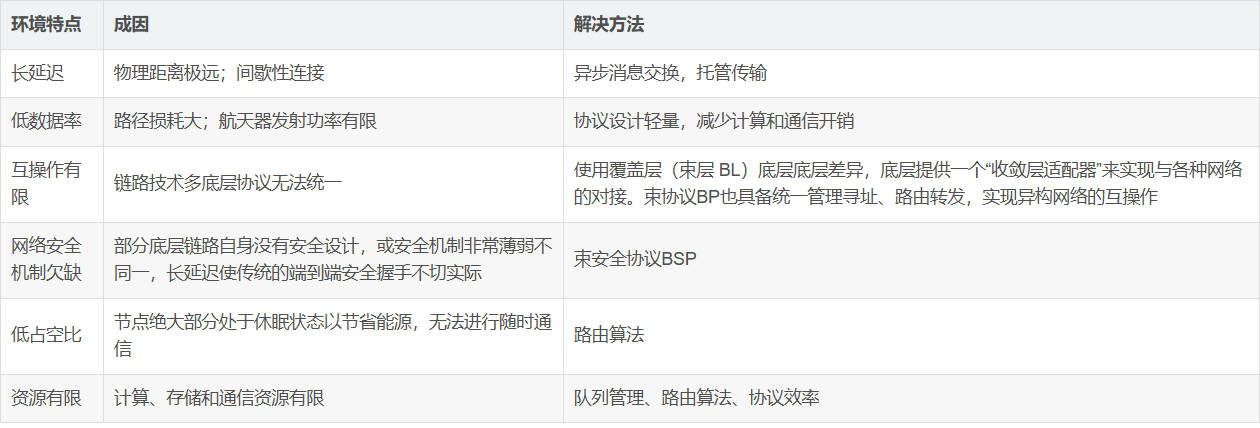 环境特点 成因 解决方法
长延迟 物理距离极远；间歇性连接 异步消息交换，托管传输
低数据率 路径损耗大；航天器发射功率有限 协议设计轻量，减少计算和通信开销
互操作有
限
链路技术多底层协议无法统一
使用覆盖层（束层 BL）底层底层差异，底层提供一个“收敛层适配器”来实现与各种网络
的对接。束协议BP也具备统一管理寻址、路由转发，实现异构网络的互操作
网络安全
机制欠缺
部分底层链路自身没有安全设计，或安全机制非常薄弱不
同一，长延迟使传统的端到端安全握手不切实际
束安全协议BSP
低占空比
节点绝大部分处于休眠状态以节省能源，无法进行随时通
信
路由算法
资源有限 计算、存储和通信资源有限 队列管理、路由算法、协议效率